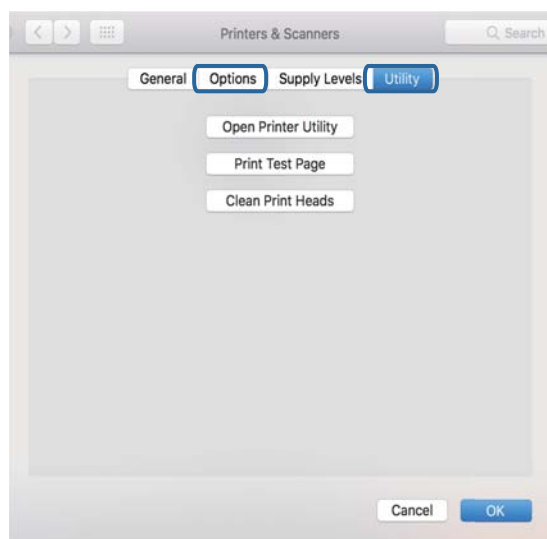 Printers & Scanners
Search
General Options Supply Levels Utility
Open Printer Utility
Print Test Page
Clean Print Heads
Cancel OK